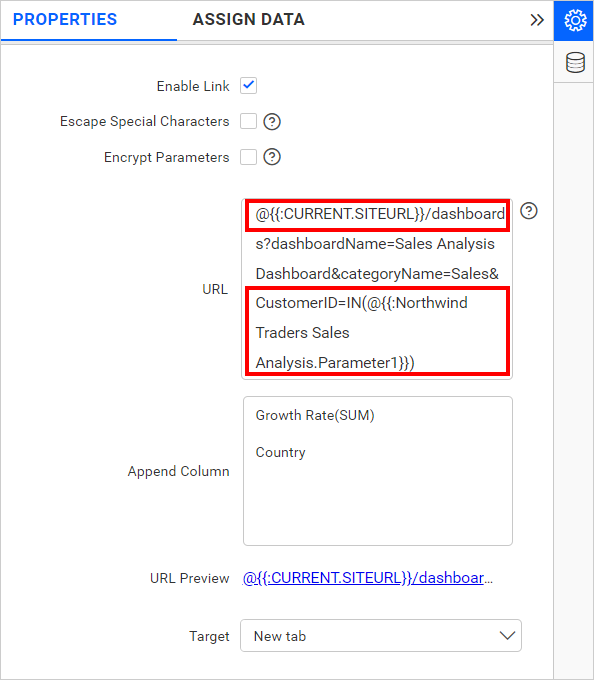 PROPERTIES
ASSIGN DATA
Enable Link
Escape Special Characters
Encrypt Parameters
URL
@{{:CURRENT.SITEURL}}/dashboard
s?dashboardName=Sales Analysis
Dashboard&categoryName=Sales&
CustomerID=IN(@{{:Northwind
Traders Sales
Analysis.Parameter1}})
Append Column
Growth Rate(SUM)
Country
URL Preview
@{{:CURRENT.SITEURL}}/dashboar...
Target
New tab